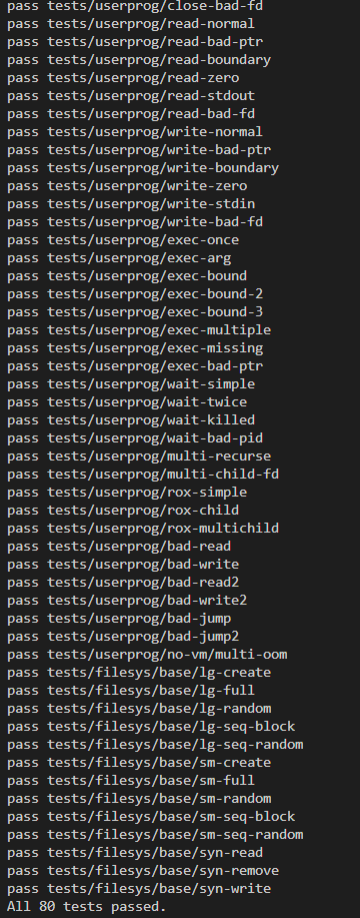 pass tests/userprog/close-bad-fd
pass tests/userprog/read-normal
pass tests/userprog/read-bad-ptr
pass tests/userprog/read-boundary
pass tests/userprog/read-zero
pass tests/userprog/read-stdout
pass tests/userprog/read-bad-fd
pass tests/userprog/write-normal
pass tests/userprog/write-bad-ptr
pass tests/userprog/write-boundary
pass tests/userprog/write-zero
pass tests/userprog/write-stdin
pass tests/userprog/write-bad-fd
pass tests/userprog/exec-once
pass tests/userprog/exec-arg
pass tests/userprog/exec-bound
pass tests/userprog/exec-bound-2
pass tests/userprog/exec-bound-3
pass tests/userprog/exec-multiple
pass tests/userprog/exec-missing
pass tests/userprog/exec-bad-ptr
pass tests/userprog/wait-simple
pass tests/userprog/wait-twice
pass tests/userprog/wait-killed
pass tests/userprog/wait-bad-pid
pass tests/userprog/multi-recurse
pass tests/userprog/multi-child-fd
pass tests/userprog/rox-simple
pass tests/userprog/rox-child
pass tests/userprog/rox-multichild
pass tests/userprog/bad-read
pass tests/userprog/bad-write
pass tests/userprog/bad-read2
pass tests/userprog/bad-write2
pass tests/userprog/bad-jump
pass tests/userprog/bad-jump2
pass tests/userprog/no-vm/multi-oom
pass tests/filesys/base/lg-create
pass tests/filesys/base/lg-full
pass tests/filesys/base/lg-random
pass tests/filesys/base/lg-seq-block
pass tests/filesys/base/lg-seq-random
pass tests/filesys/base/sm-create
pass tests/filesys/base/sm-full
pass tests/filesys/base/sm-random
pass tests/filesys/base/sm-seq-block
pass tests/filesys/base/sm-seq-random
pass tests/filesys/base/syn-read
pass tests/filesys/base/syn-remove
pass tests/filesys/base/syn-write
All 80 tests passed.